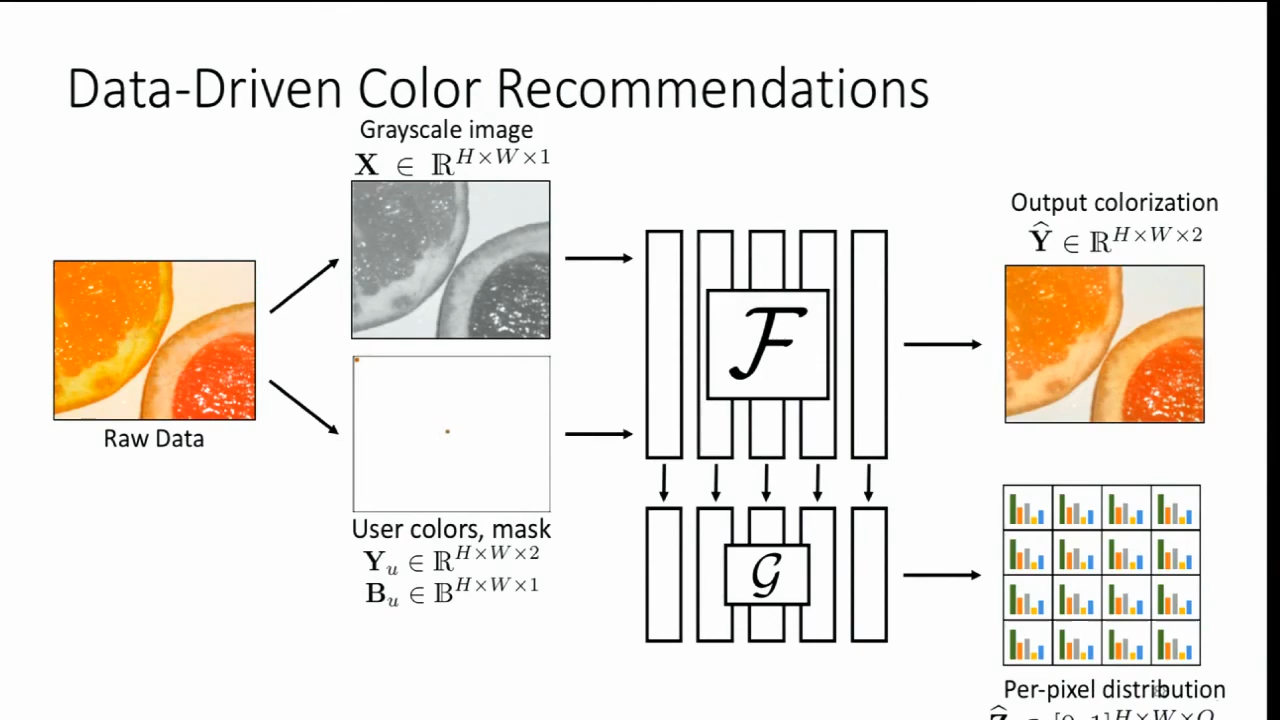 Data-Driven Color Recommendations
Grayscale image
X ∈ ℝ^{H×W×1}
Output colorization
Ŷ ∈ ℝ^{H×W×2}
Raw Data
ℱ
User colors, mask
Y_u ∈ ℝ^{H×W×2}
B_u ∈ 𝔹^{H×W×1}
𝒢
Per-pixel distribution